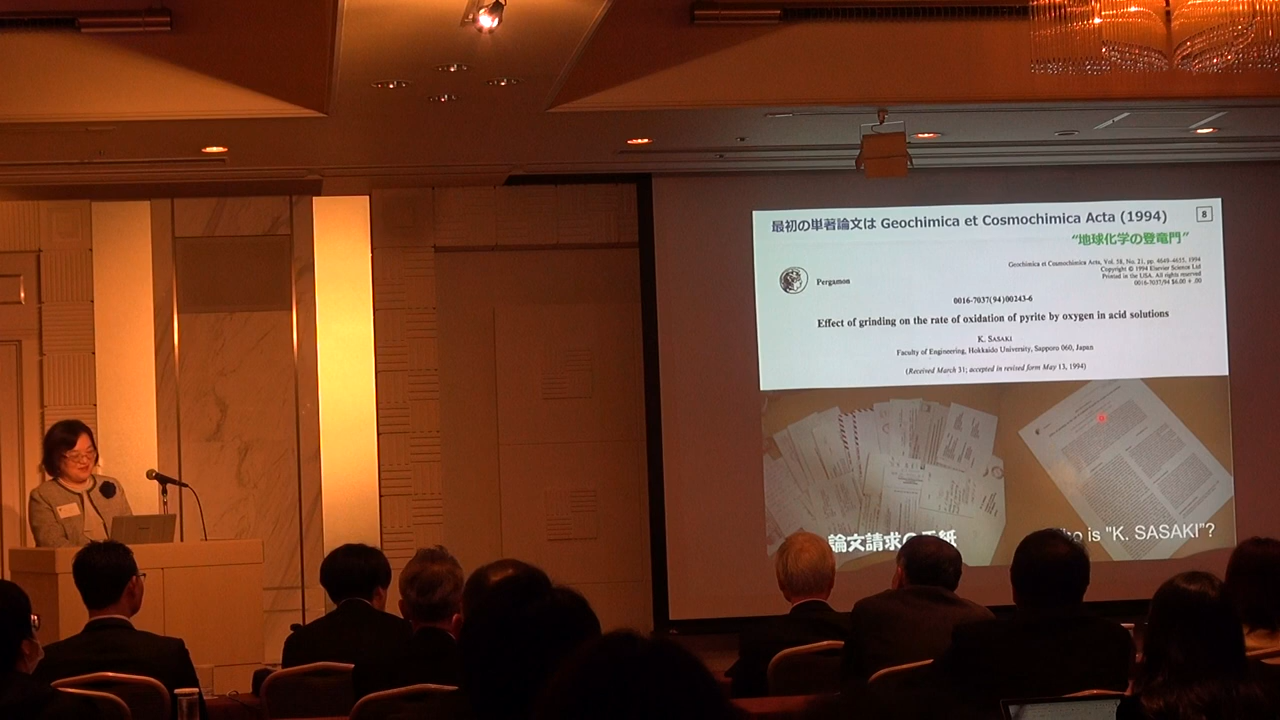 最初の単著論文は Geochimica et Cosmochimica Acta (1994)
8
“地球化学の登竜門”
Pergamon
Geochimica et Cosmochimica Acta, Vol. 58, No. 21, pp. 4649-4655, 1994
Copyright © 1994 Elsevier Science Ltd
Printed in the USA. All rights reserved
0016-7037/94 $6.00 + .00
0016-7037(94)00243-6
Effect of grinding on the rate of oxidation of pyrite by oxygen in acid solutions
K. SASAKI
Faculty of Engineering, Hokkaido University, Sapporo 060, Japan
(Received March 31; accepted in revised form May 13, 1994)
論文請求の手紙
is "K. SASAKI"?